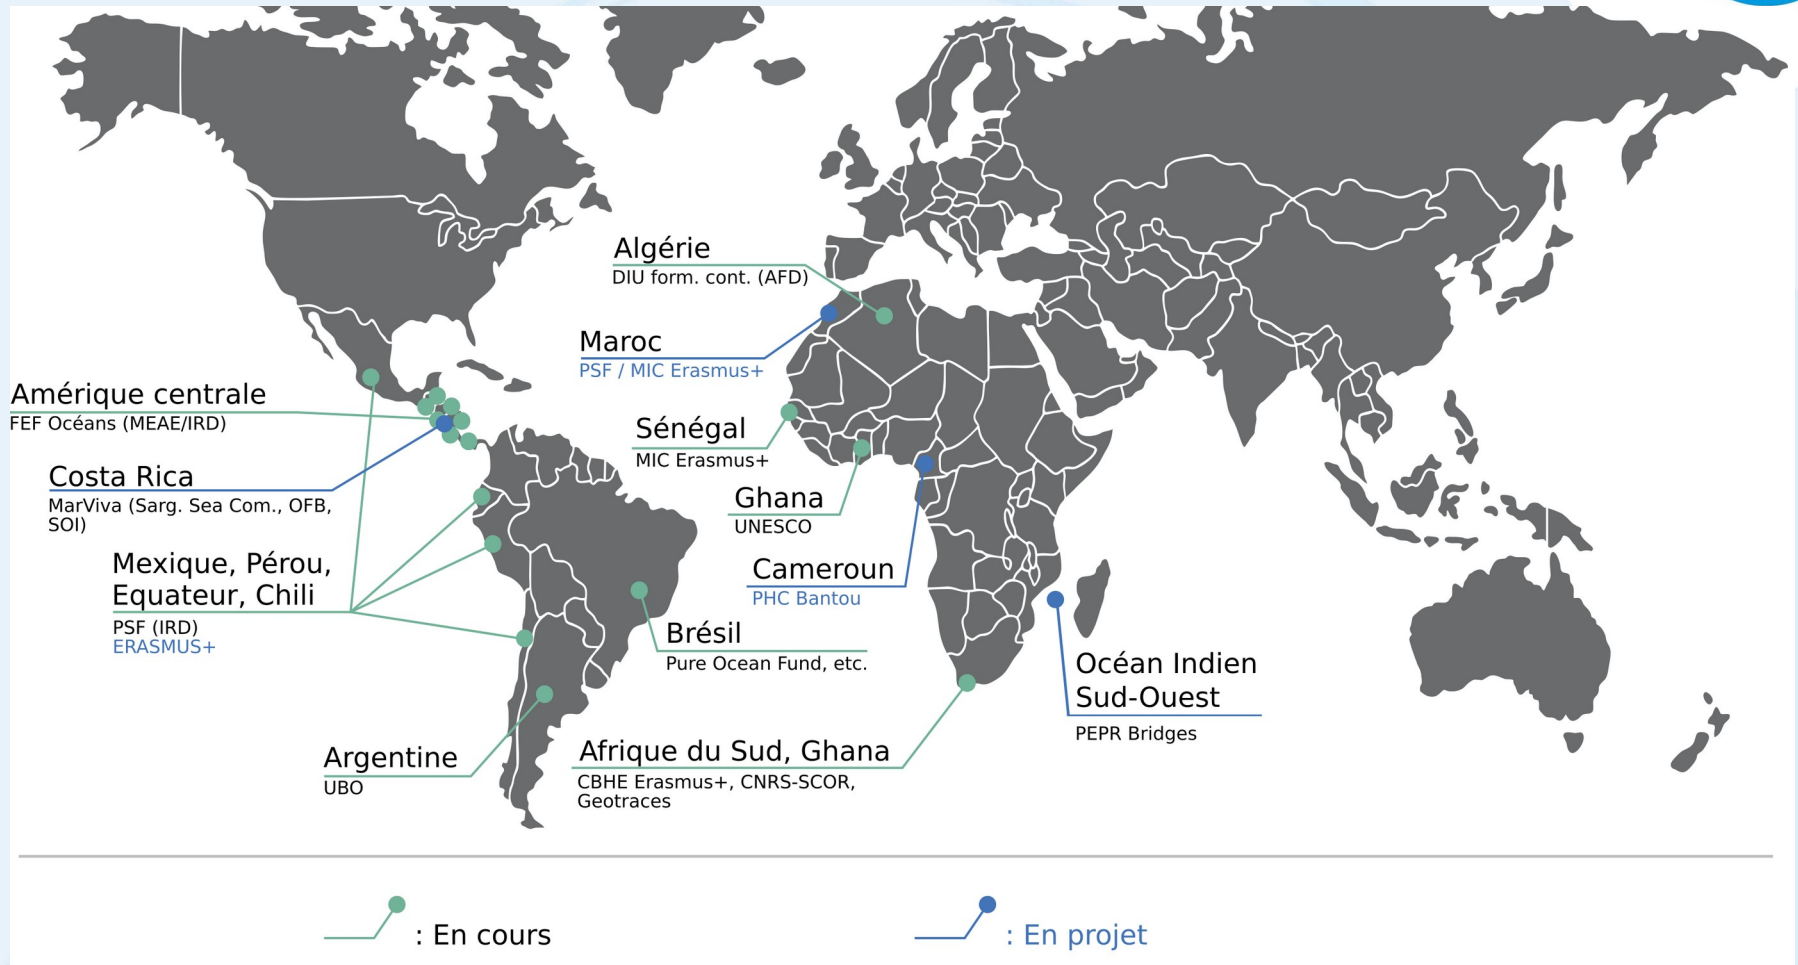 Algérie
DIU form. cont. (AFD)
Maroc
PSF / MIC Erasmus+
Amérique centrale
FEF Océans (MEAE/IRD)
Sénégal
MIC Erasmus+
Costa Rica
MarViva (Sarg. Sea Com., OFB,
SOI)
Ghana
UNESCO
Mexique, Pérou,
Equateur, Chili
PSF (IRD)
ERASMUS+
Cameroun
PHC Bantou
Brésil
Pure Ocean Fund, etc.
Océan Indien
Sud-Ouest
PEPR Bridges
Argentine
UBO
Afrique du Sud, Ghana
CBHE Erasmus+, CNRS-SCOR,
Geotraces
: En cours
: En projet